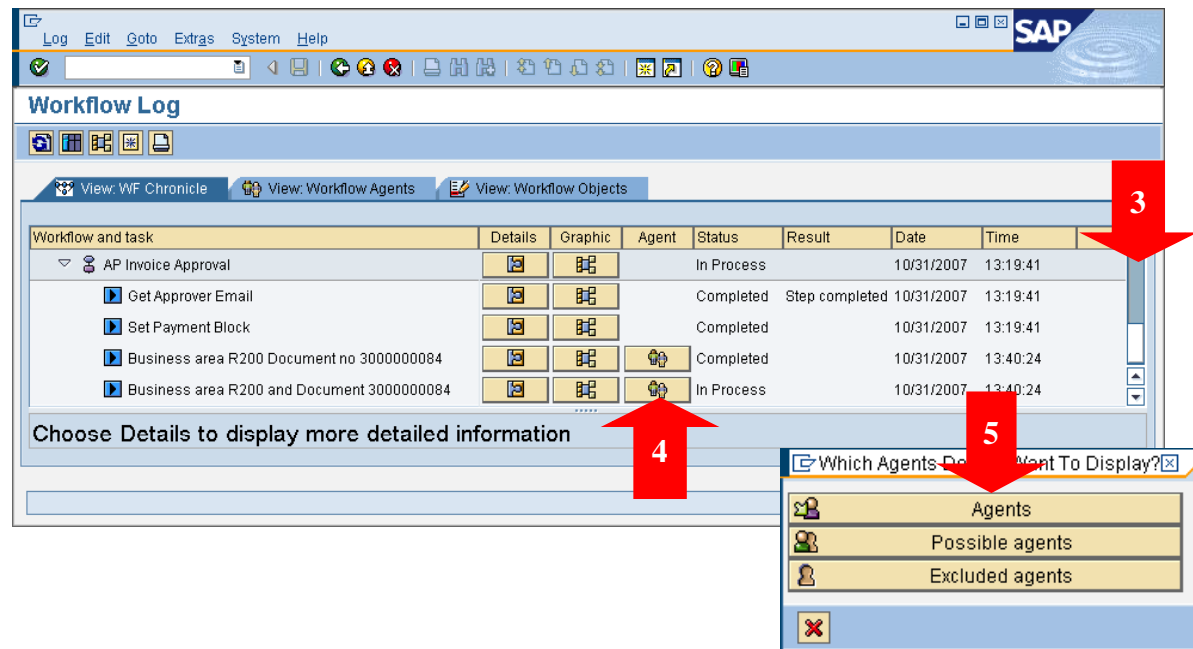 Log Edit Goto Extras System Help
SAP
Workflow Log
View: WF Chronicle View: Workflow Agents View: Workflow Objects
3
Workflow and task Details Graphic Agent Status Result Date Time
AP Invoice Approval In Process 10/31/2007 13:19:41
Get Approver Email Completed Step completed 10/31/2007 13:19:41
Set Payment Block Completed 10/31/2007 13:19:41
Business area R200 Document no 3000000084 Completed 10/31/2007 13:40:24
Business area R200 and Document 3000000084 In Process 10/31/2007 13:40:24
Choose Details to display more detailed information
4
5
Which Agents Want To Display?
Agents
Possible agents
Excluded agents